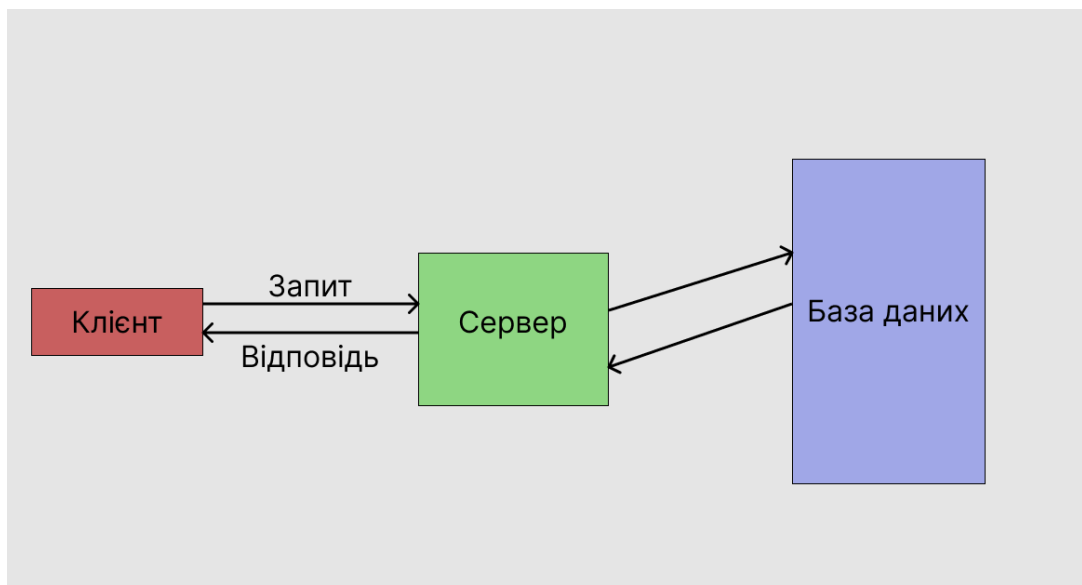 Клієнт
Запит
Відповідь
Сервер
База даних